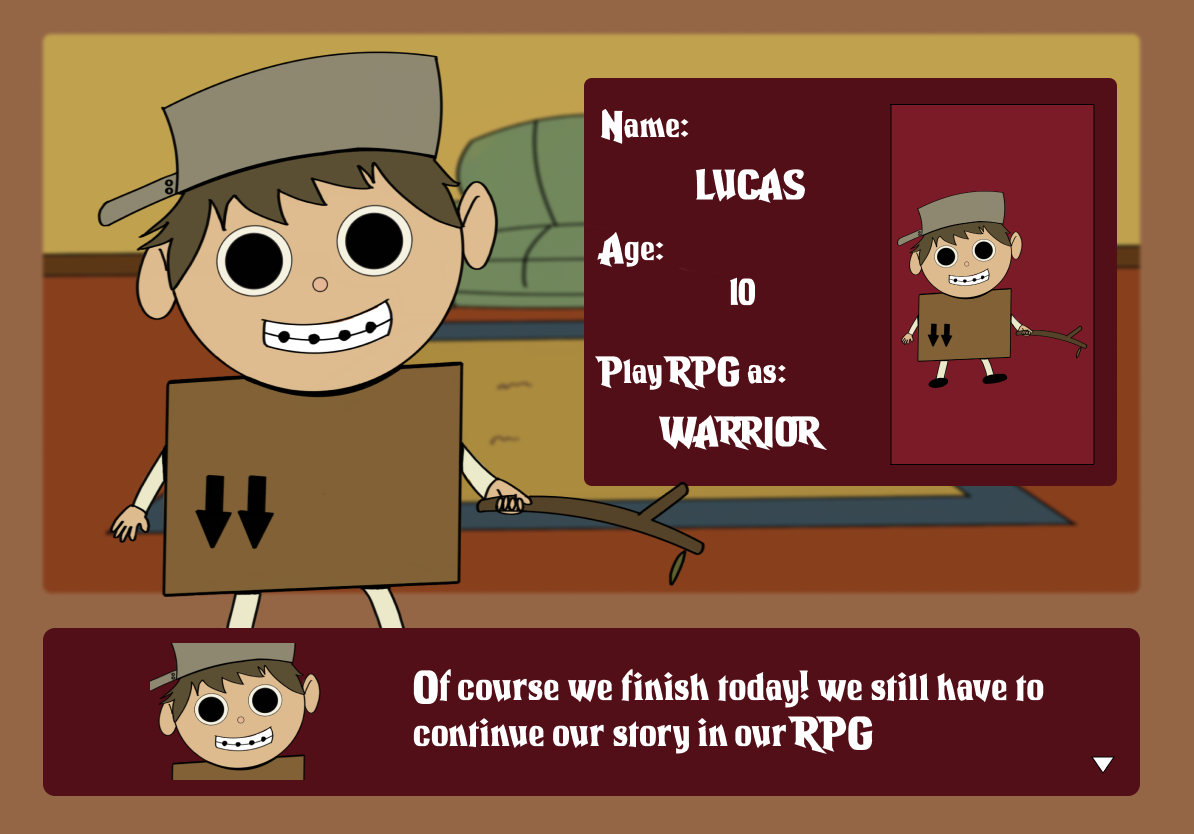 Name:
LUCAS
Age:
10
Play RPG as:
WARRIOR
Of course we finish today! we still have to
continue our story in our RPG